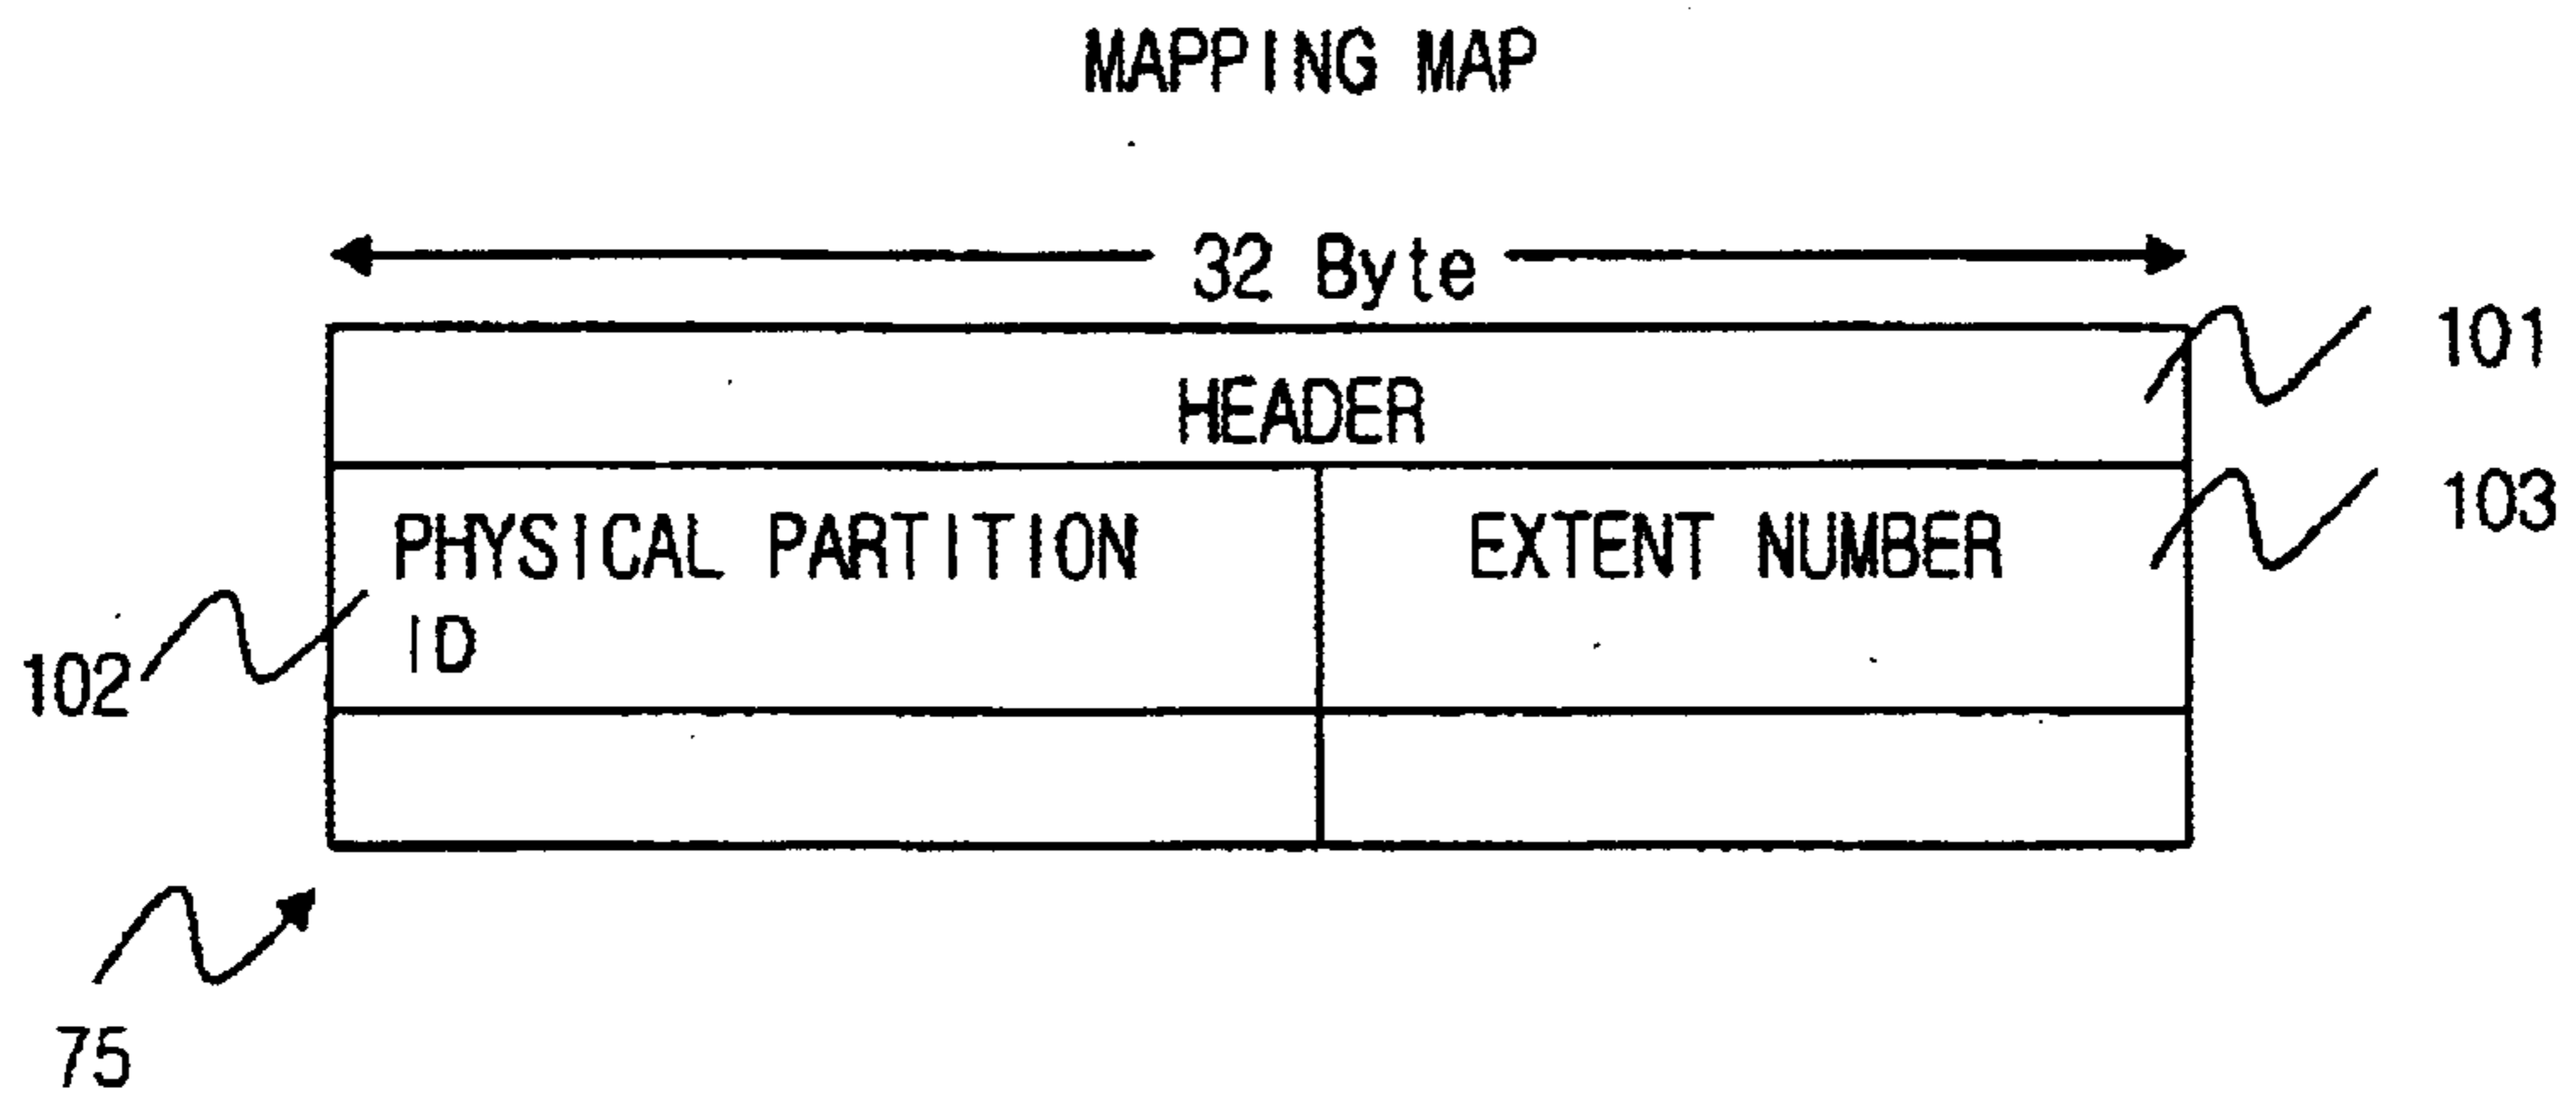 MAPPING MAP
32 Byte
101
HEADER
103
PHYSICAL PARTITION
ID
EXTENT NUMBER
102
75